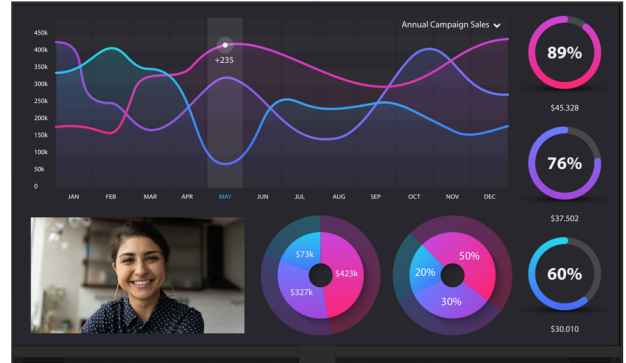 Annual Campaign Sales
450k
400k
350k
300k
250k
200k
150k
100k
50k
0
+235
JAN FEB MAR APR MAY JUN JUL AUG SEP OCT NOV DEC
89%
$45.328
76%
$37.502
60%
$30.010
$73k
$423k
$327k
50%
20%
30%